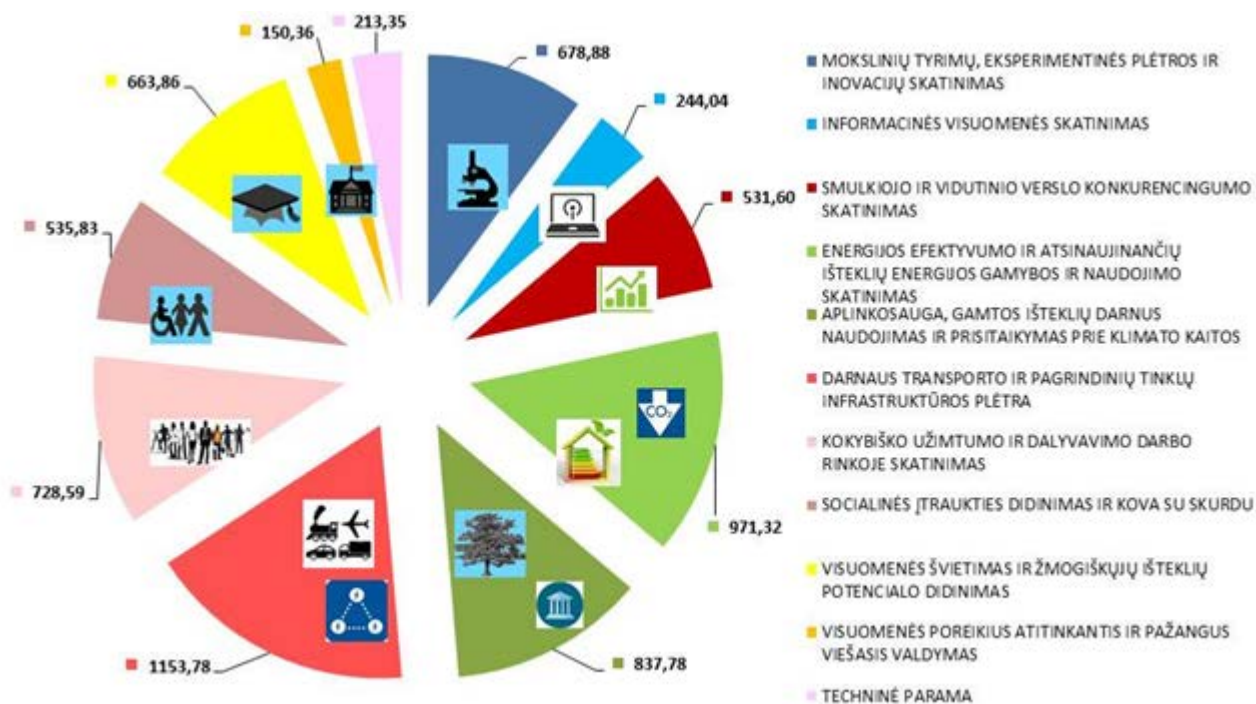 213,35
150,36
678,88
663,86
244,04
531,60
535,83
CO₂
728,59
971,32
1153,78
837,78
MOKSLINIŲ TYRIMŲ, EKSPERIMENTINĖS PLĖTROS IR
INOVACIJŲ SKATINIMAS
INFORMACINĖS VISUOMENĖS SKATINIMAS
SMULKIOJO IR VIDUTINIO VERSLO KONKURENCINGUMO
SKATINIMAS
ENERGIJOS EFEKTYVUMO IR ATSINAUJINANČIŲ
IŠTEKLIŲ ENERGIJOS GAMYBOS IR NAUDOJIMO
SKATINIMAS
APLINKOSAUGA, GAMTOS IŠTEKLIŲ DARNUS
NAUDOJIMAS IR PRISITAIKYMAS PRIE KLIMATO KAITOS
DARNAUS TRANSPORTO IR PAGRINDINIŲ TINKLŲ
INFRASTRUKTŪROS PLĖTRA
KOKYBIŠKO UŽIMTUMO IR DALYVAVIMO DARBO
RINKOJE SKATINIMAS
SOCIALINĖS ĮTRAUKTIES DIDINIMAS IR KOVA SU SKURDU
VISUOMENĖS ŠVIETIMAS IR ŽMOGIŠKŲJŲ IŠTEKLIŲ
POTENCIALO DIDINIMAS
VISUOMENĖS POREIKIUS ATITINKANTIS IR PAŽANGUS
VIEŠASIS VALDYMAS
TECHNINĖ PARAMA